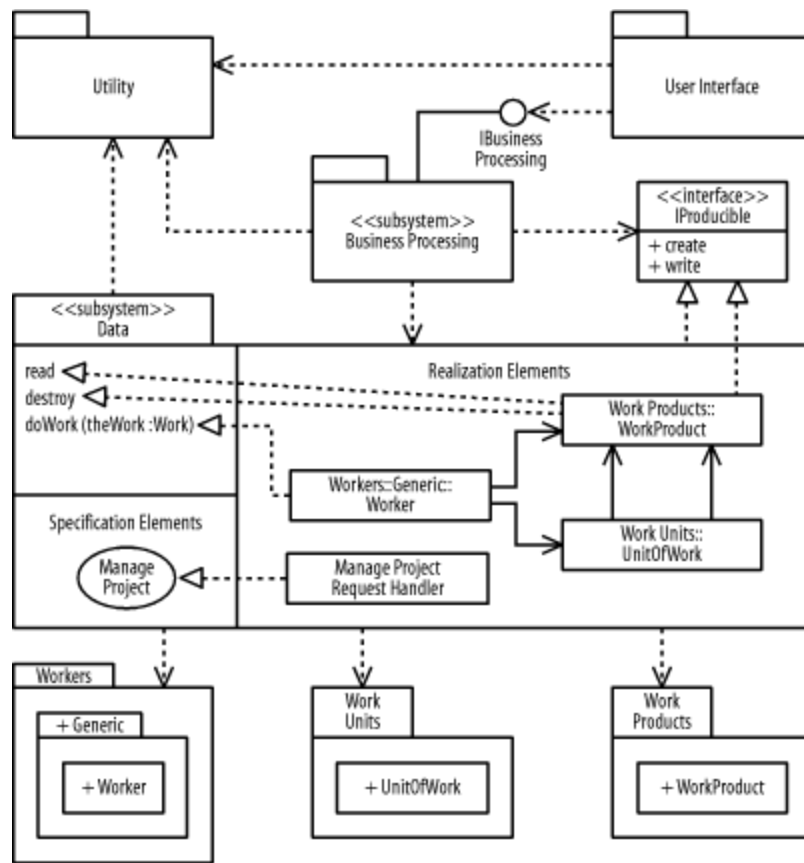 Utility
User Interface
IBusiness
Processing
<<subsystem>>
Business Processing
<<interface>>
IProducible
+ create
+ write
<<subsystem>>
Data
read
destroy
doWork (theWork :Work)
Realization Elements
Work Products::
WorkProduct
Workers::Generic::
Worker
Specification Elements
Work Units::
UnitOfWork
Manage
Project
Manage Project
Request Handler
Workers
+ Generic
+ Worker
Work
Units
+ UnitOfWork
Work
Products
+ WorkProduct